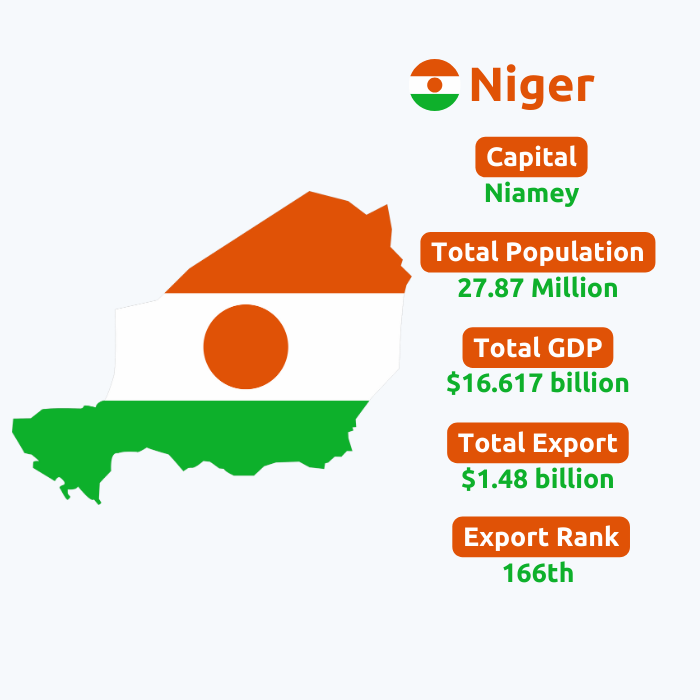 Niger
Capital
Niamey
Total Population
27.87 Million
Total GDP
$16.617 billion
Total Export
$1.48 billion
Export Rank
166th